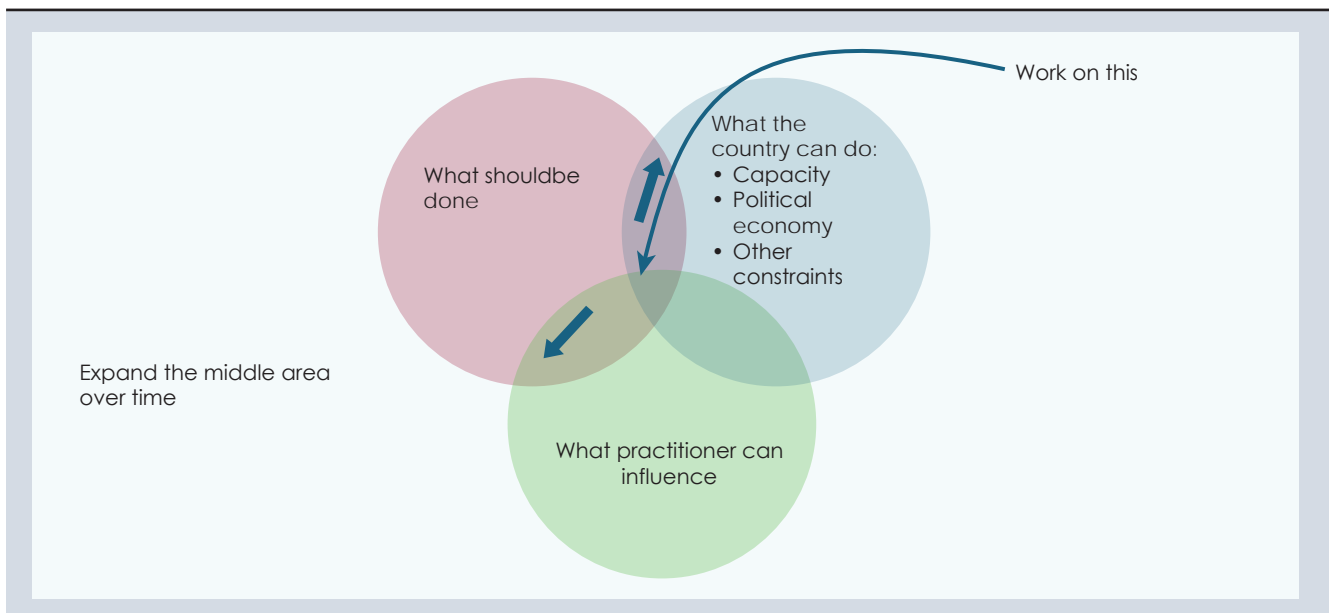 Work on this
What the
country can do:
• Capacity
• Political
economy
• Other
constraints
What shouldbe
done
Expand the middle area
over time
What practitioner can
influence